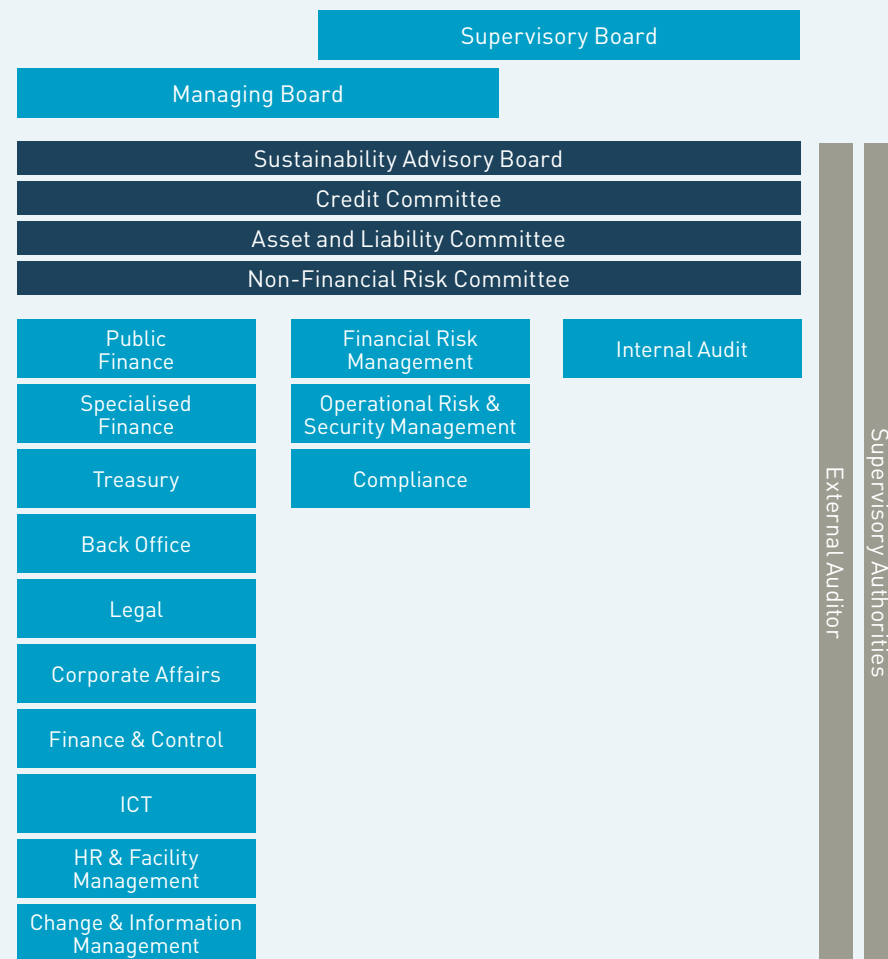 Supervisory Board
Managing Board
Sustainability Advisory Board
Credit Committee
Asset and Liability Committee
Non-Financial Risk Committee
Public
Finance
Specialised
Finance
Treasury
Back Office
Legal
Corporate Affairs
Finance & Control
ICT
HR & Facility
Management
Change & Information
Management
Financial Risk
Management
Operational Risk &
Security Management
Compliance
Internal Audit
External Auditor
Supervisory Authorities